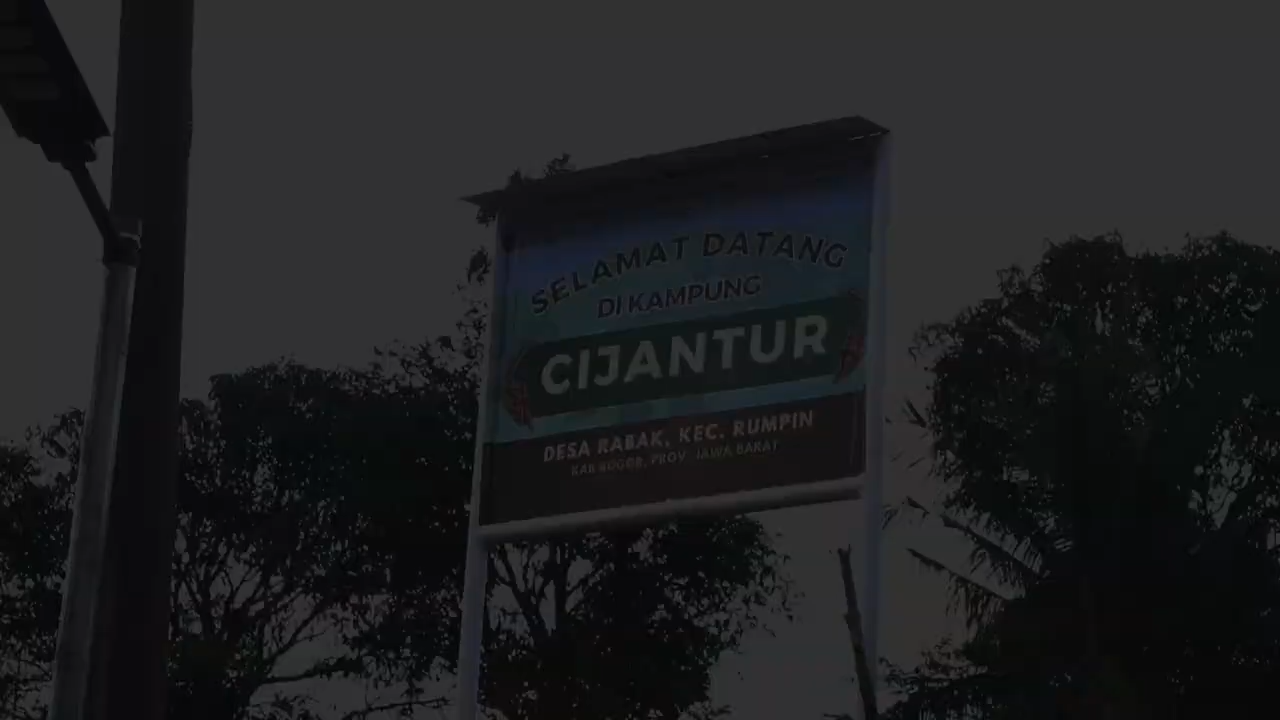 SELAMAT DATANG
DI KAMPUNG
CIJANTUR
DESA RABAK, KEC. RUMPIN
KAB BOGOR, PROV. JAWA BARAT